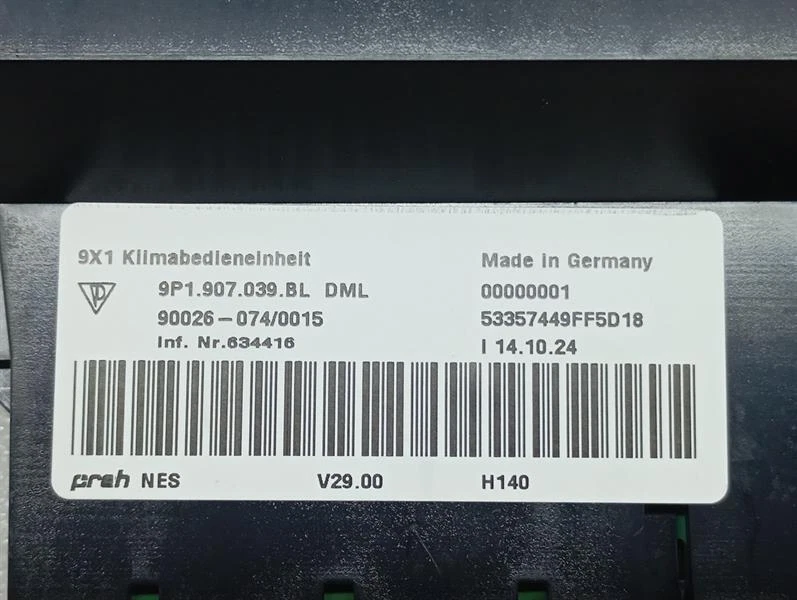 9X1 Klimabedieneinheit Made in Germany
9P1.907.039.BL DML 00000001
90026-074/0015 53357449FF5D18
Inf. Nr.634416 I 14.10.24
preh NES V29.00 H140